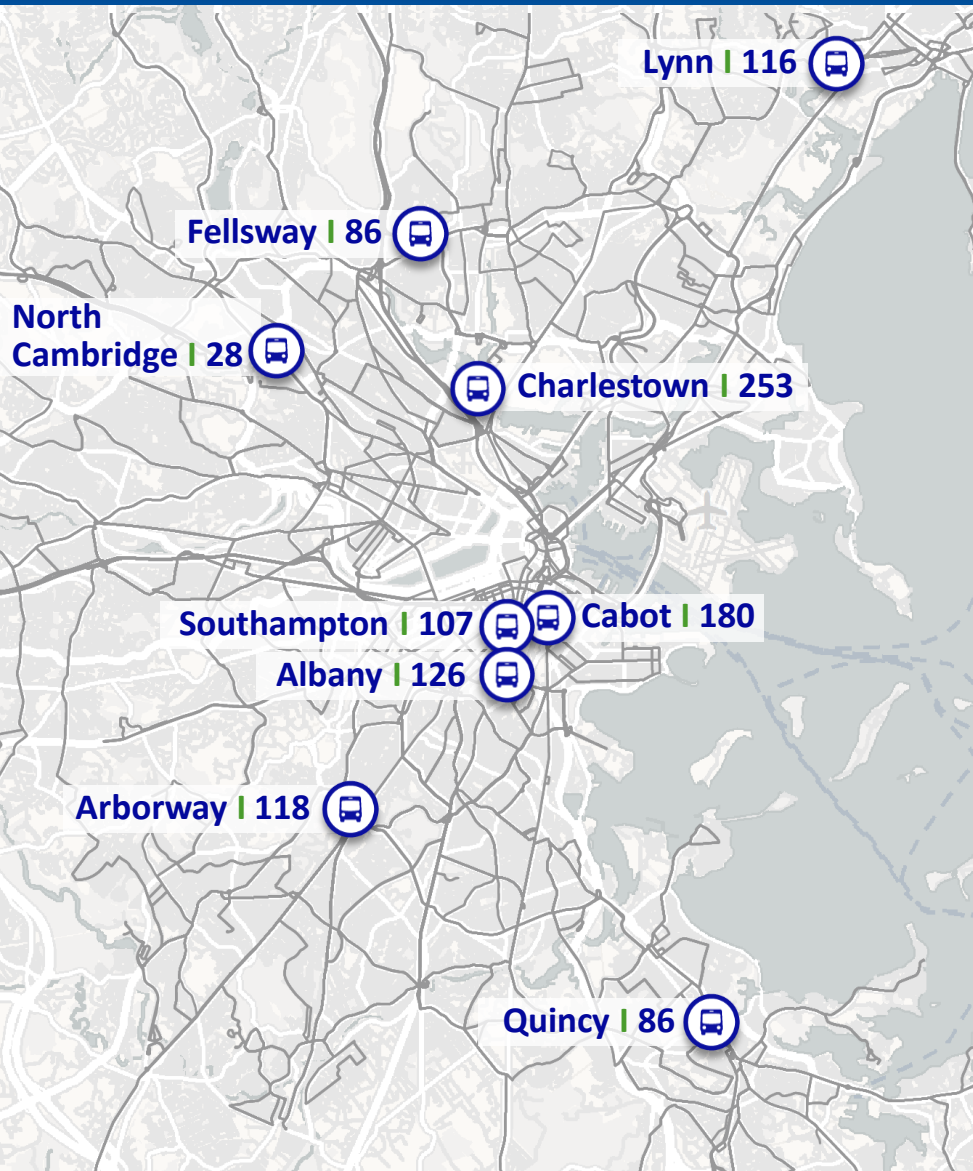 Lynn I 116
Fellsway I 86
North
Cambridge I 28
Charlestown I 253
Southampton I 107
Cabot I 180
Albany I 126
Arborway I 118
Quincy I 86